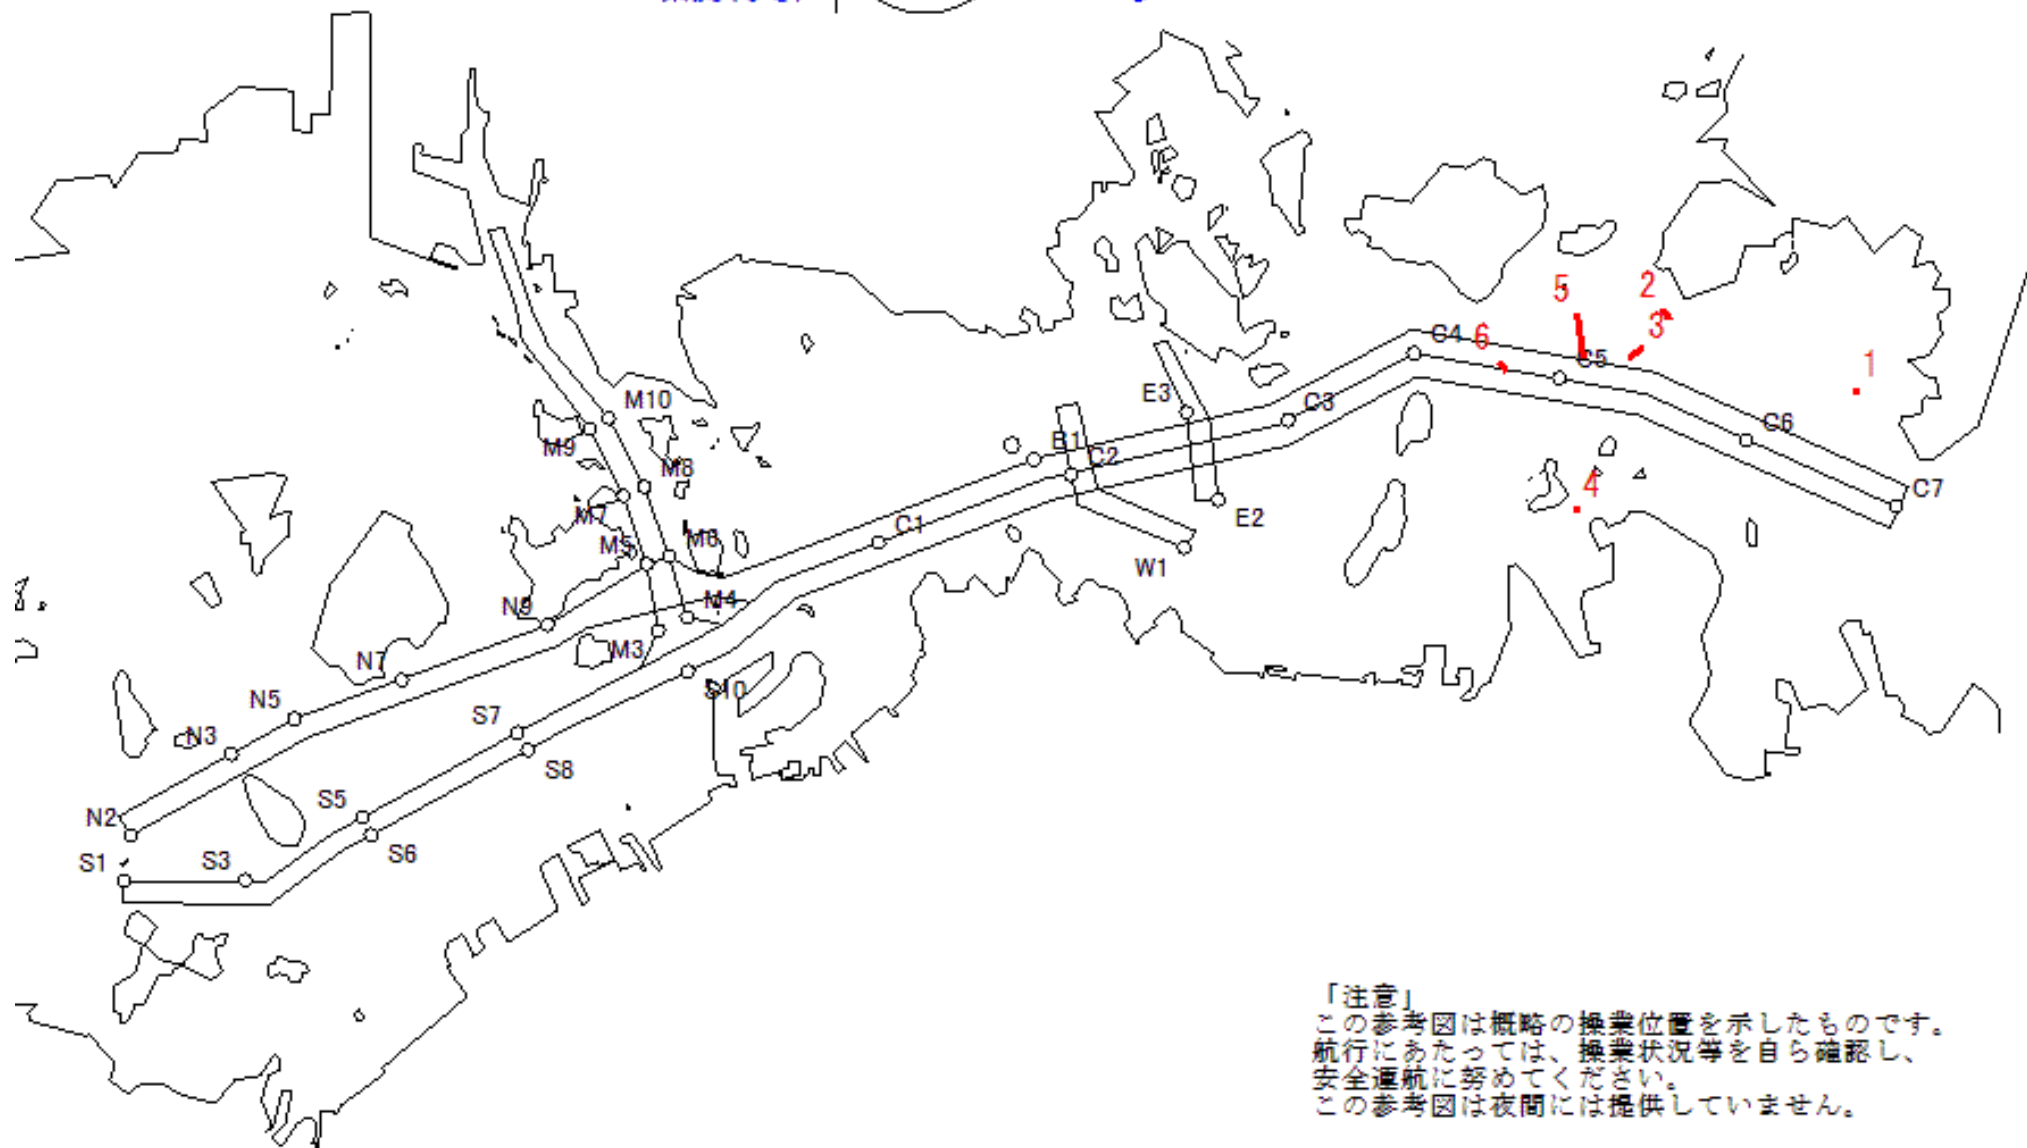 C4
6
5
2
3
C5
1
M10
E3
C3
C6
M9
B1
M8
C2
4
C7
M7
E2
C1
M5
M6
W1
N9
M4
M3
N7
S10
N5
S7
N3
S8
S5
N2
S6
S1
S3
「注意」
この参考図は概略の操業位置を示したものです。
航行にあたっては、操業状況等を自ら確認し、
安全運航に努めてください。
この参考図は夜間には提供していません。